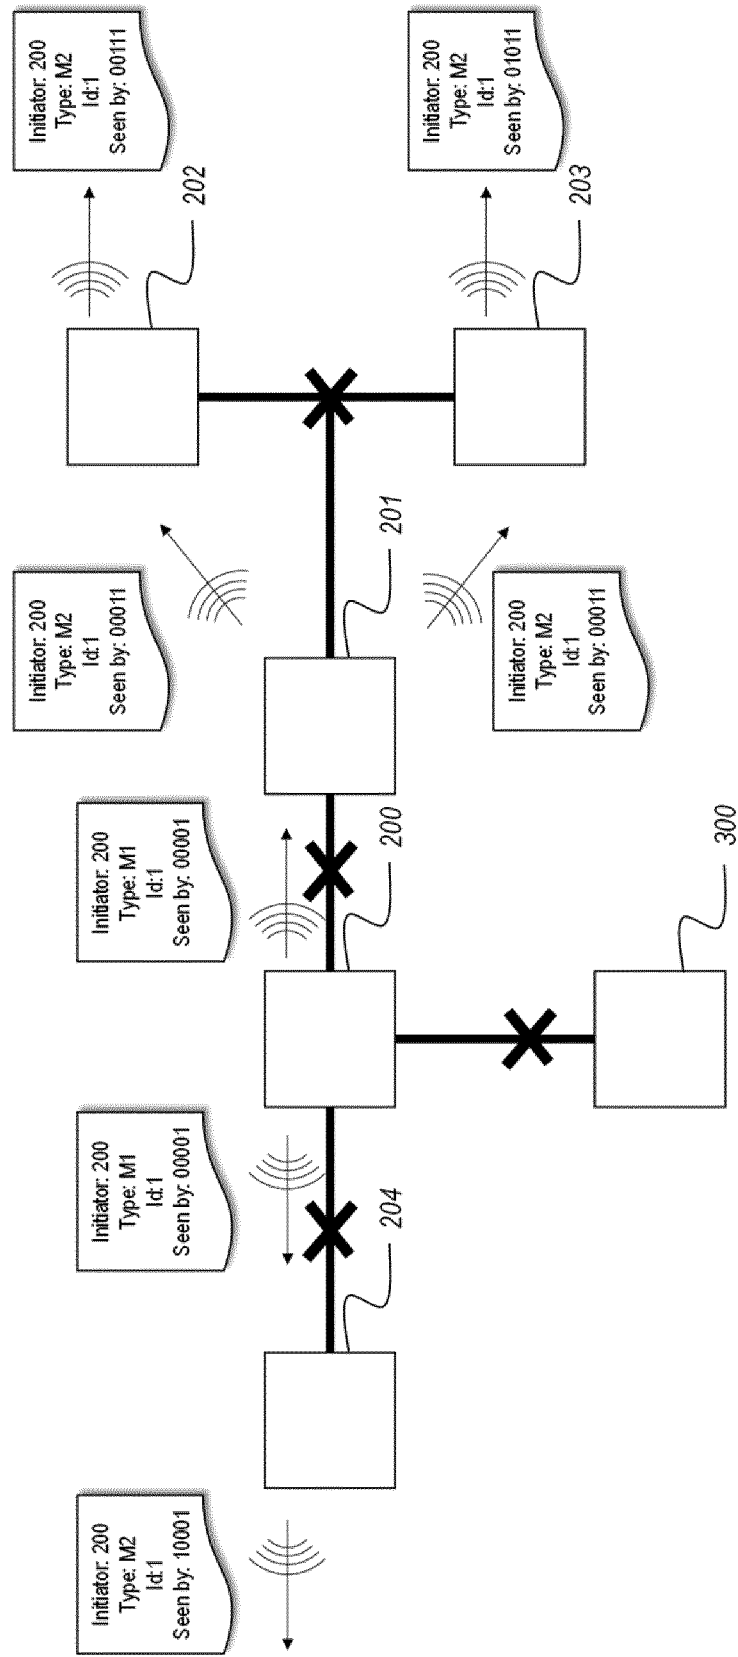 Initiator: 200
Type: M2
Id:1
Seen by: 10001
204
Initiator: 200
Type: M1
Id:1
Seen by: 00001
200
300
Initiator: 200
Type: M1
Id:1
Seen by: 00001
201
Initiator: 200
Type: M2
Id:1
Seen by: 00011
Initiator: 200
Type: M2
Id:1
Seen by: 00011
202
203
Initiator: 200
Type: M2
Id:1
Seen by: 00111
Initiator: 200
Type: M2
Id:1
Seen by: 01011